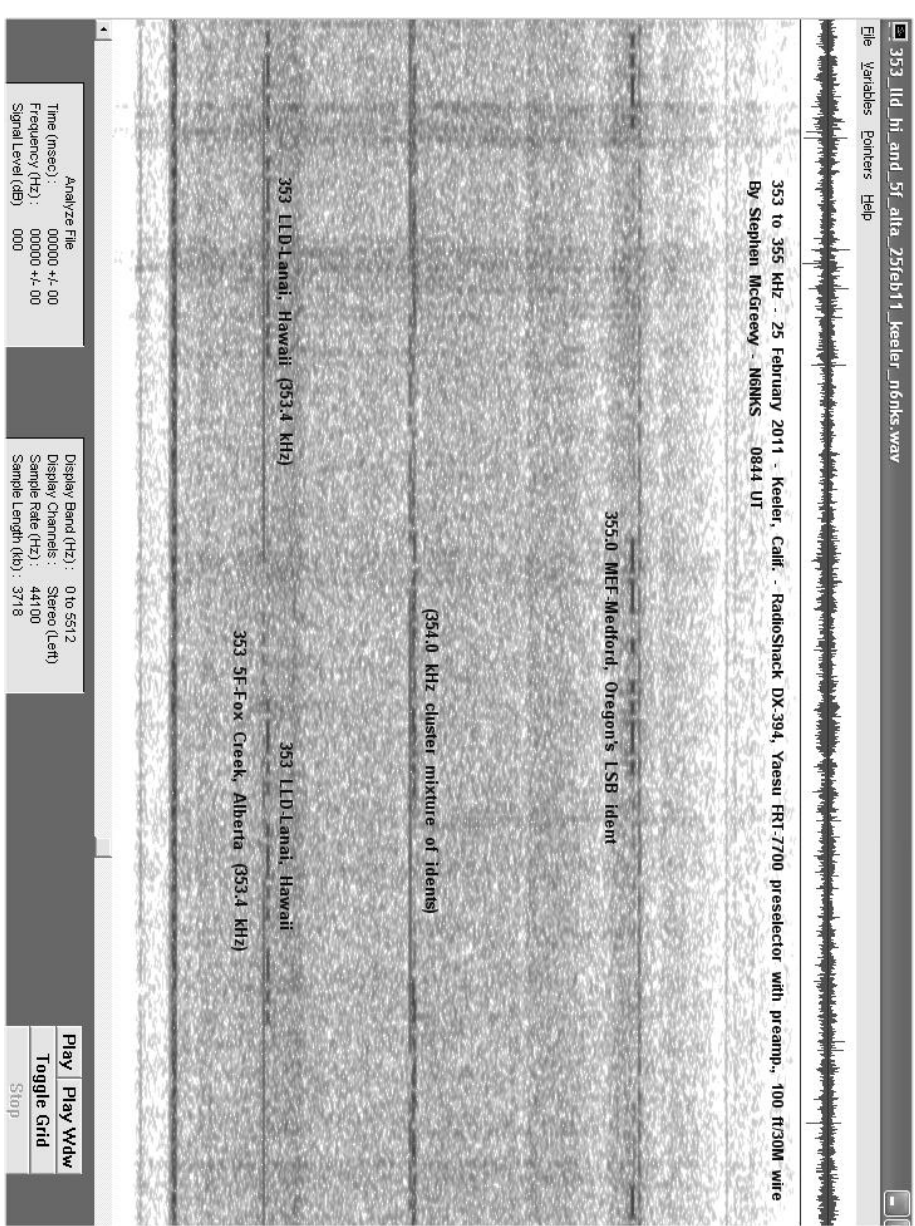 353_lld_hi_and_5f_alta_25feb11_keeler_n6nks.wav
File Variables Pointers Help
353 to 355 kHz - 25 February 2011 - Keeler, Calif. - RadioShack DX-394, Yaesu FRT-7700 preselector with preamp., 100 ft/30M wire
By Stephen McGreevy - N6NKS 0844 UT
355.0 MEF-Medford, Oregon's LSB ident
(354.0 kHz cluster mixture of idents)
353 LLD-Lanai, Hawaii (353.4 kHz)
353 LLD-Lanai, Hawaii
353 5F-Fox Creek, Alberta (353.4 kHz)
Analyze File
Time (msec) : 00000 +/- 00
Frequency (Hz) : 00000 +/- 00
Signal Level (dB) 000
Display Band (Hz) : 0 to 5512
Display Channels : Stereo (Left)
Sample Rate (Hz) : 44100
Sample Length (kb) : 3718
Play Play Wdw
Toggle Grid
Stop